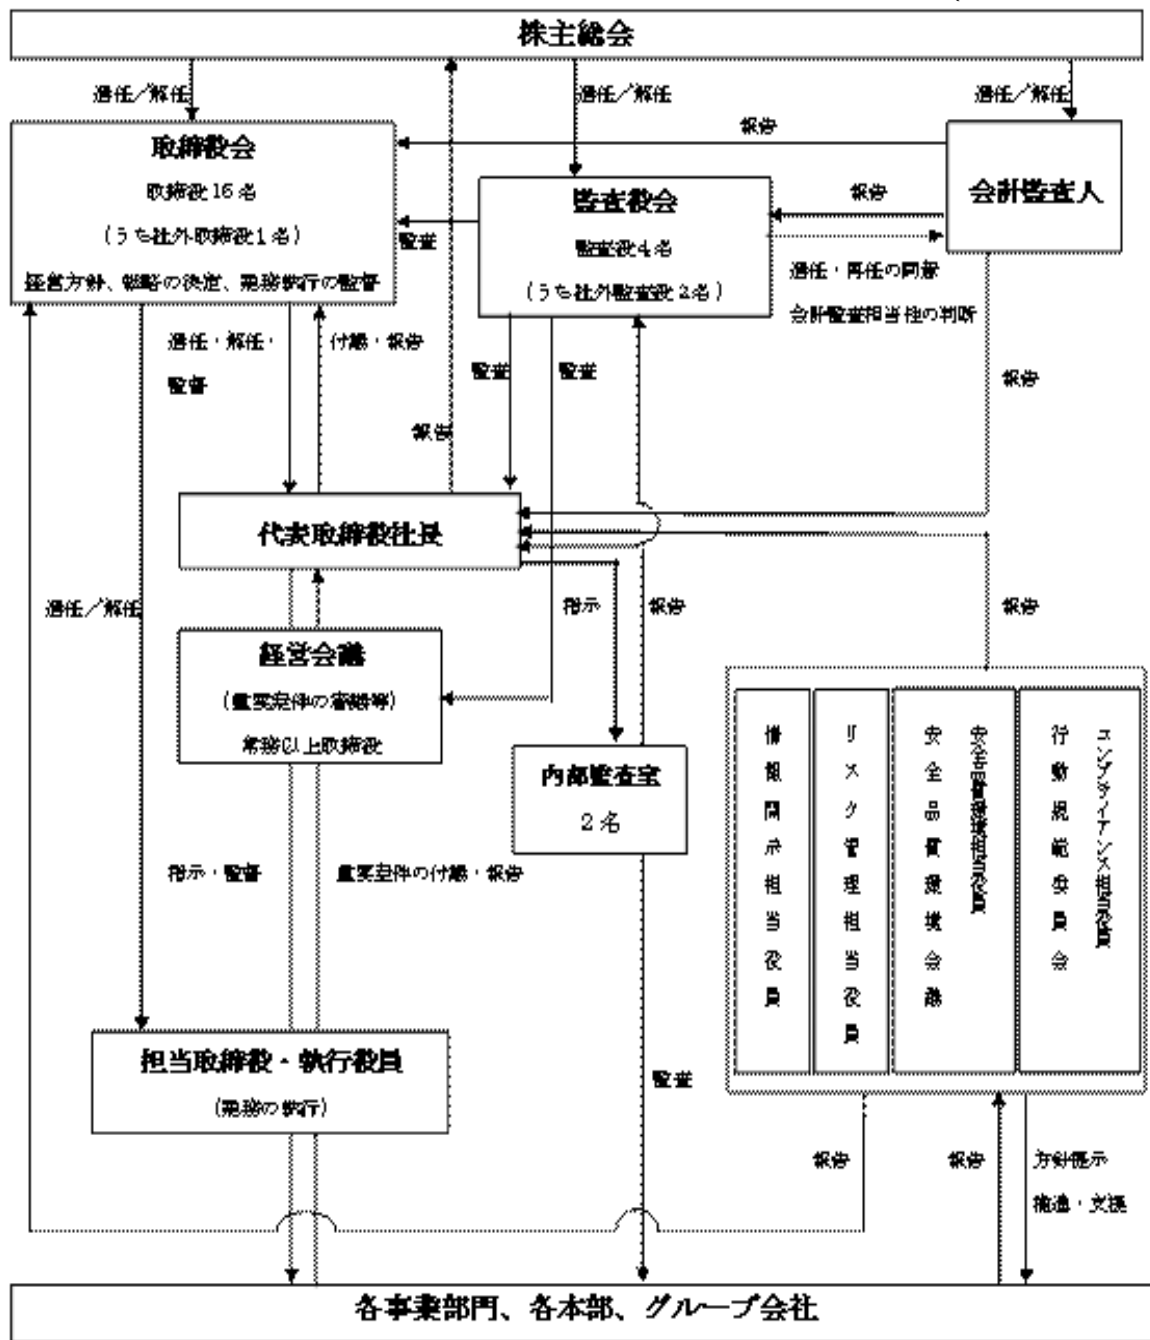 株主総会
選任／解任
選任／解任
選任／解任
取締役会
取締役16名
(うち社外取締役1名)
経営方針、戦略の決定、業務執行の監督
報告
会計監査人
監査役会
監査役4名
(うち社外監査役2名)
監査
報告
選任・再任の同意
会計監査相当性の判断
選任・解任・
監督
付議・報告
報告
監査
監査
報告
代表取締役社長
選任／解任
経営会議
(重要案件の審議等)
常務以上取締役
指示
報告
報告
内部監査室
2名
情報開示担当役員
リスク管理担当役員
安全品質環境担当役員
安全品質環境会議
コンプライアンス担当役員
行動規範委員会
指示・監督
重要案件の付議・報告
担当取締役・執行役員
(業務の執行)
監査
報告
報告
方針提示
推進・支援
各事業部門、各本部、グループ会社